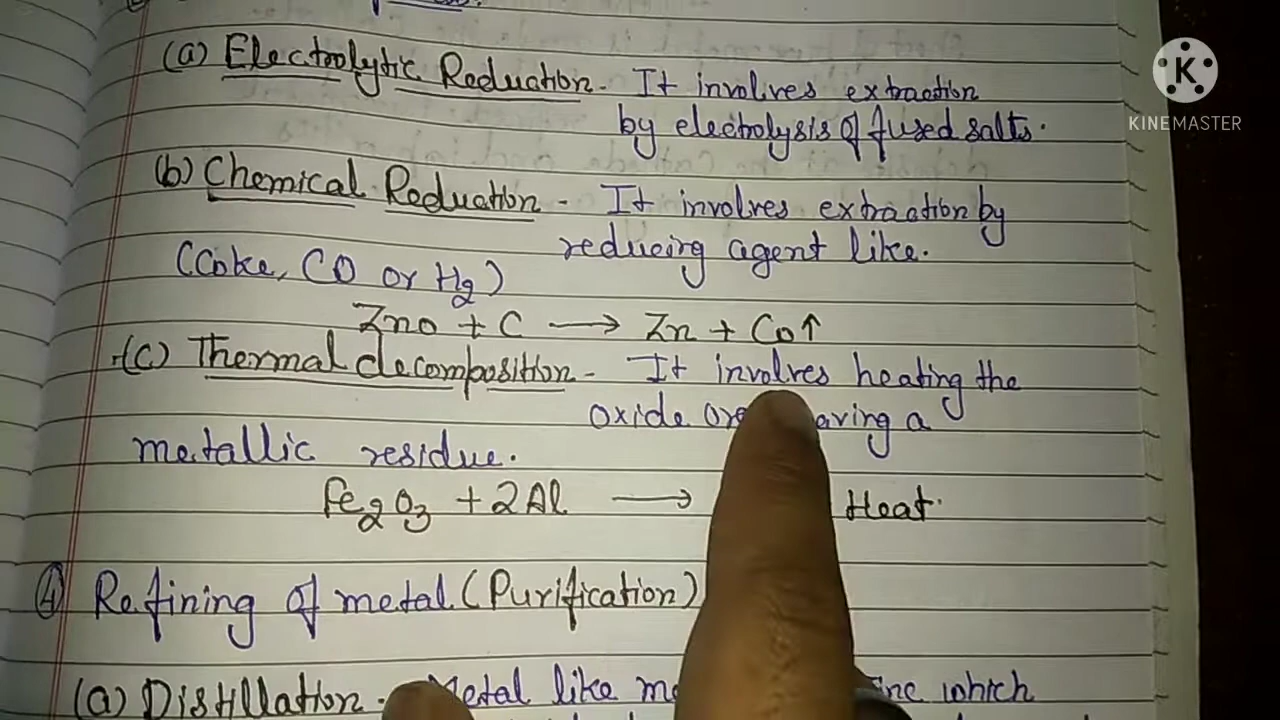 (a) Electrolytic Reduation - It involves extraction
by electrolysis of fused salts.
(b) Chemical Reduation - It involves extraction by
reducing agent like.
(Coke, CO or H2)
Zno + C → Zn + Co↑
(C) Thermal decomposition - It involves heating the
oxide a
metallic residue.
Fe2O3 + 2Al → Heat.
④ Refining of metal (Purification)
(a) Distillation - Metal like which
KINEMASTER